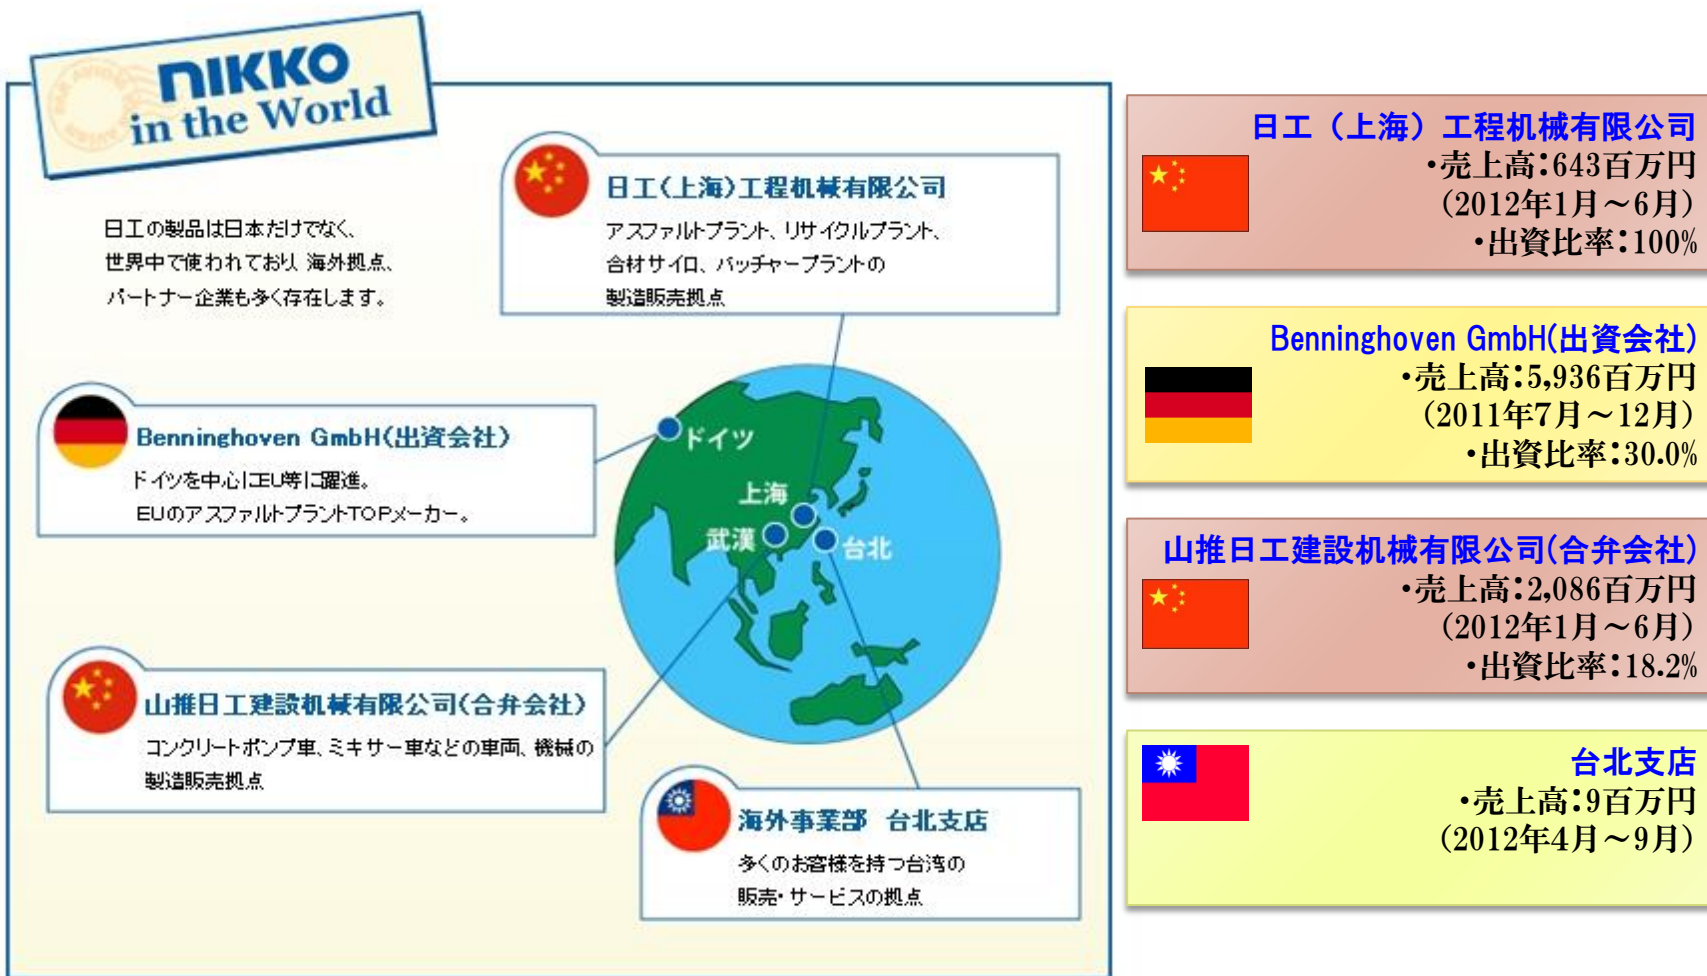 NIKKO
in the World
日工の製品は日本だけでなく、
世界中で使われており、海外拠点、
パートナー企業も多く存在します。
日工(上海)工程机械有限公司
アスファルトプラント、リサイクルプラント、
合材サイロ、バッチャープラントの
製造販売拠点
Benninghoven GmbH(出資会社)
ドイツを中心にEU等に躍進。
EUのアスファルトプラントTOPメーカー。
ドイツ
上海
武漢
台北
山推日工建設机械有限公司(合弁会社)
コンクリートポンプ車、ミキサー車などの車両、機械の
製造販売拠点
海外事業部 台北支店
多くのお客様を持つ台湾の
販売・サービスの拠点
日工（上海）工程机械有限公司
・売上高：643百万円
（2012年1月～6月）
・出資比率：100%
Benninghoven GmbH(出資会社)
・売上高：5,936百万円
（2011年7月～12月）
・出資比率：30.0%
山推日工建設机械有限公司(合弁会社)
・売上高：2,086百万円
（2012年1月～6月）
・出資比率：18.2%
台北支店
・売上高：9百万円
（2012年4月～9月）